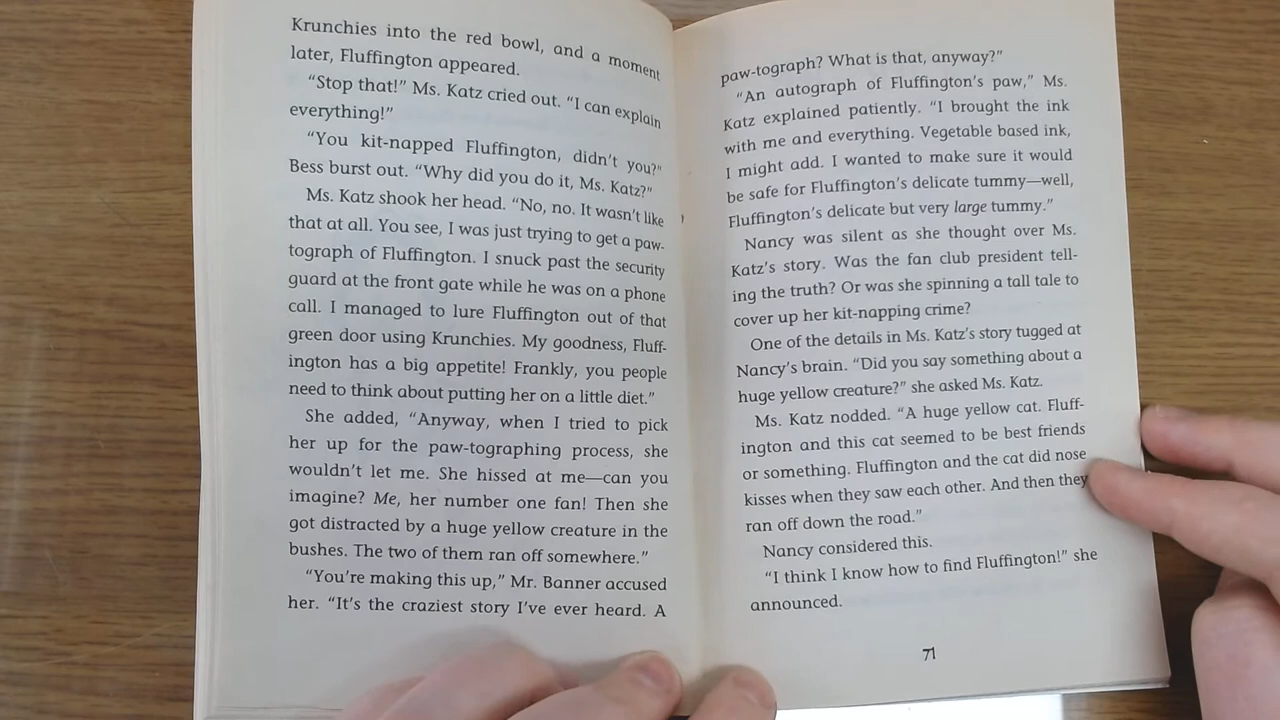 Krunchies into the red bowl, and a moment
later, Fluffington appeared.
“Stop that!” Ms. Katz cried out. “I can explain
everything!”
“You kit-napped Fluffington, didn’t you?”
Bess burst out. “Why did you do it, Ms. Katz?”
Ms. Katz shook her head. “No, no. It wasn’t like
that at all. You see, I was just trying to get a paw-
tograph of Fluffington. I snuck past the security
guard at the front gate while he was on a phone
call. I managed to lure Fluffington out of that
green door using Krunchies. My goodness, Fluff-
ington has a big appetite! Frankly, you people
need to think about putting her on a little diet.”
She added, “Anyway, when I tried to pick
her up for the paw-tographing process, she
wouldn’t let me. She hissed at me—can you
imagine? Me, her number one fan! Then she
got distracted by a huge yellow creature in the
bushes. The two of them ran off somewhere.”
“You’re making this up,” Mr. Banner accused
her. “It’s the craziest story I’ve ever heard. A
paw-tograph? What is that, anyway?”
“An autograph of Fluffington’s paw,” Ms.
Katz explained patiently. “I brought the ink
with me and everything. Vegetable based ink,
I might add. I wanted to make sure it would
be safe for Fluffington’s delicate tummy—well,
Fluffington’s delicate but very large tummy.”
Nancy was silent as she thought over Ms.
Katz’s story. Was the fan club president tell-
ing the truth? Or was she spinning a tall tale to
cover up her kit-napping crime?
One of the details in Ms. Katz’s story tugged at
Nancy’s brain. “Did you say something about a
huge yellow creature?” she asked Ms. Katz.
Ms. Katz nodded. “A huge yellow cat. Fluff-
ington and this cat seemed to be best friends
or something. Fluffington and the cat did nose
kisses when they saw each other. And then they
ran off down the road.”
Nancy considered this.
“I think I know how to find Fluffington!” she
announced.
71